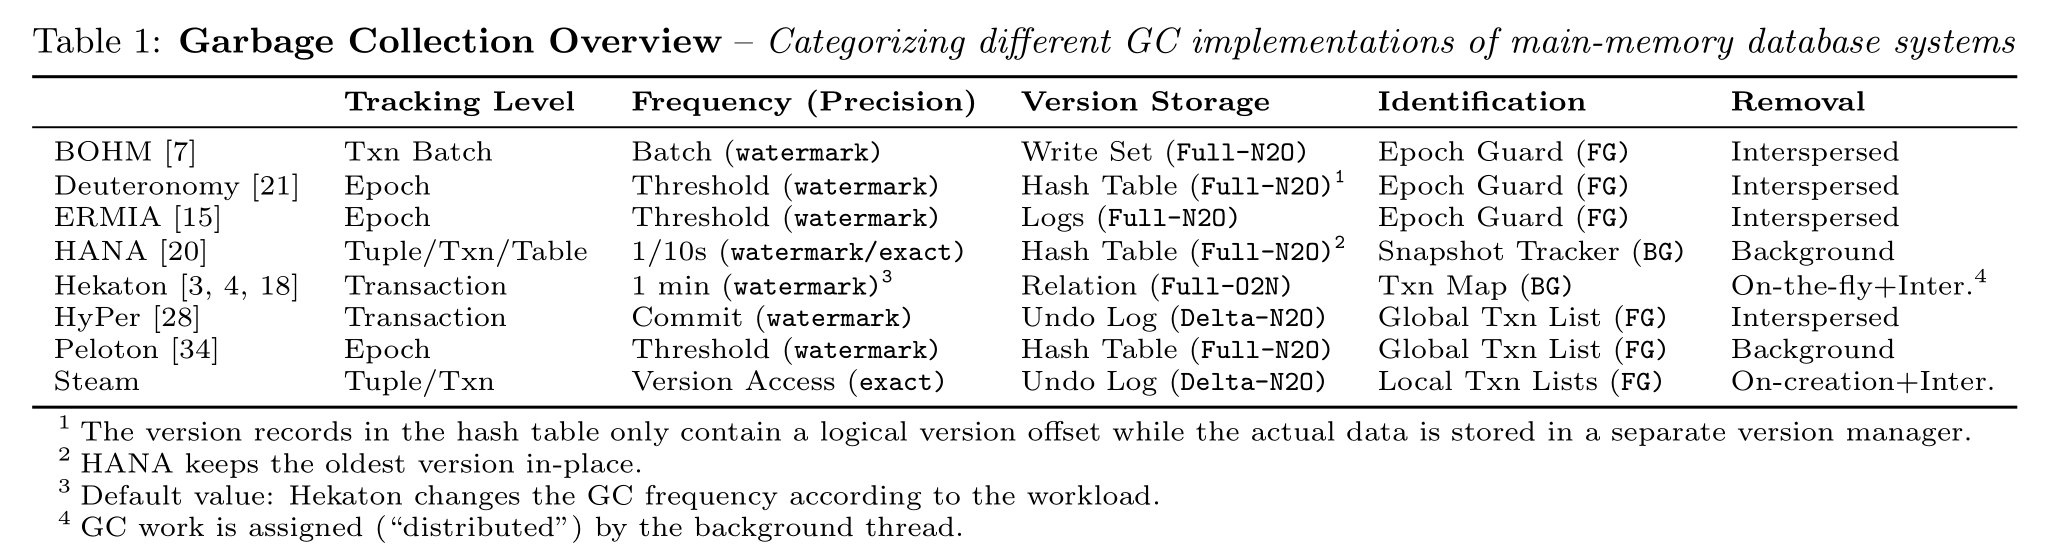 Table 1: Garbage Collection Overview – Categorizing different GC implementations of main-memory database systems
Tracking Level Frequency (Precision) Version Storage Identification Removal
BOHM [7] Txn Batch Batch (watermark) Write Set (Full-N2O) Epoch Guard (FG) Interspersed
Deuteronomy [21] Epoch Threshold (watermark) Hash Table (Full-N2O)1 Epoch Guard (FG) Interspersed
ERMIA [15] Epoch Threshold (watermark) Logs (Full-N2O) Epoch Guard (FG) Interspersed
HANA [20] Tuple/Txn/Table 1/10s (watermark/exact) Hash Table (Full-N2O)2 Snapshot Tracker (BG) Background
Hekaton [3, 4, 18] Transaction 1 min (watermark)3 Relation (Full-O2N) Txn Map (BG) On-the-fly+Inter.4
HyPer [28] Transaction Commit (watermark) Undo Log (Delta-N2O) Global Txn List (FG) Interspersed
Peloton [34] Epoch Threshold (watermark) Hash Table (Full-N2O) Global Txn List (FG) Background
Steam Tuple/Txn Version Access (exact) Undo Log (Delta-N2O) Local Txn Lists (FG) On-creation+Inter.
1 The version records in the hash table only contain a logical version offset while the actual data is stored in a separate version manager.
2 HANA keeps the oldest version in-place.
3 Default value: Hekaton changes the GC frequency according to the workload.
4 GC work is assigned (“distributed”) by the background thread.